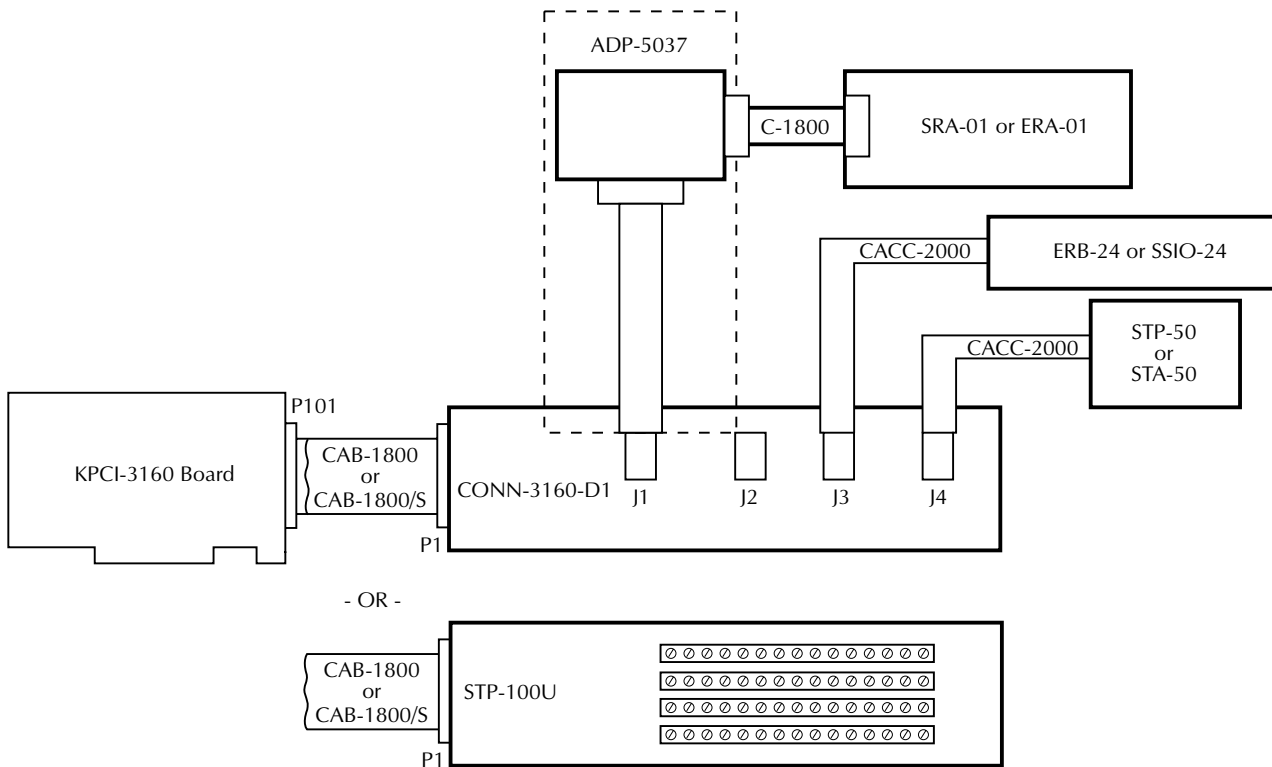 ADP-5037
C-1800
SRA-01 or ERA-01
CACC-2000
ERB-24 or SSIO-24
CACC-2000
STP-50
or
STA-50
P101
KPCI-3160 Board
CAB-1800
or
CAB-1800/S
CONN-3160-D1
J1
J2
J3
J4
P1
- OR -
CAB-1800
or
CAB-1800/S
STP-100U
P1